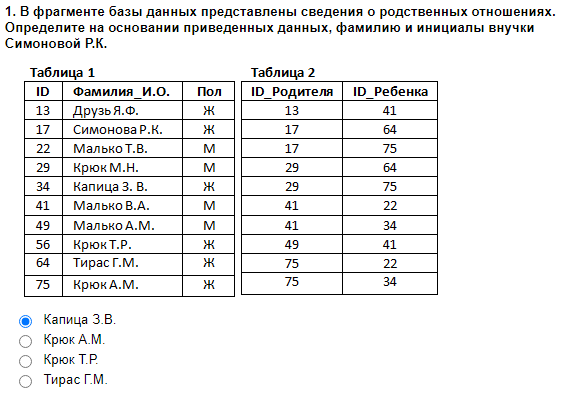 1. В фрагменте базы данных представлены сведения о родственных отношениях.
Определите на основании приведенных данных, фамилию и инициалы внучки
Симоновой Р.К.
Таблица 1 Таблица 2
ID Фамилия_И.О. Пол ID_Родителя ID_Ребенка
13 Друзь Я.Ф. Ж 13 41
17 Симонова Р.К. Ж 17 64
22 Малько Т.В. М 17 75
29 Крюк М.Н. М 29 64
34 Капица З. В. Ж 29 75
41 Малько В.А. М 41 22
49 Малько А.М. М 41 34
56 Крюк Т.Р. Ж 49 41
64 Тирас Г.М. Ж 75 22
75 Крюк А.М. Ж 75 34
Капица З.В.
Крюк А.М.
Крюк Т.Р.
Тирас Г.М.